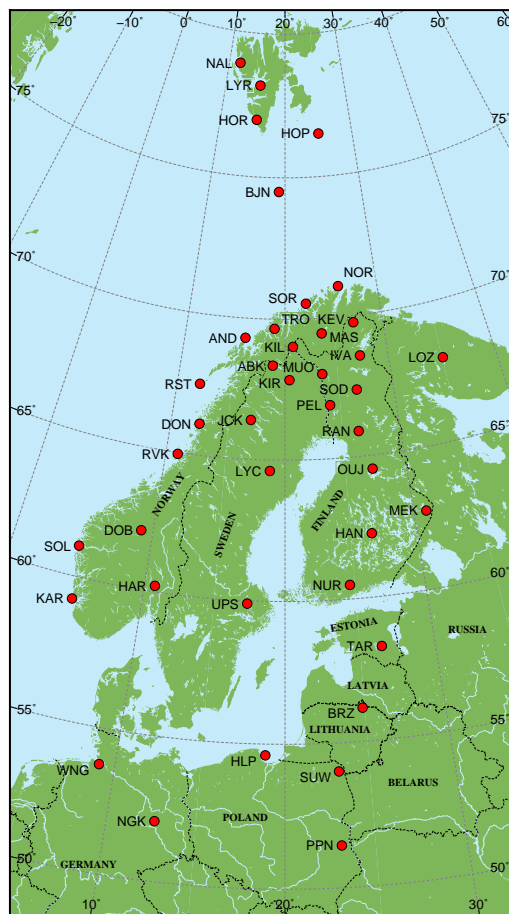 −20° −10° 0° 10° 20° 30° 40° 50° 60°
NAL
LYR
75°
HOR
HOP
75°
BJN
70°
NOR
70°
SOR
TRO
KEV
AND
MAS
KIL
IVA
LOZ
ABK
MUO
RST
KIR
SOD
PEL
65°
DON
JCK
RAN
65°
RVK
LYC
OUJ
NORWAY
FINLAND
MEK
SWEDEN
DOB
HAN
SOL
60°
60°
HAR
NUR
KAR
UPS
ESTONIA
RUSSIA
TAR
LATVIA
55°
BRZ
55°
LITHUANIA
HLP
WNG
SUW
BELARUS
NGK
POLAND
PPN
50°
GERMANY
50°
10° 20° 30°